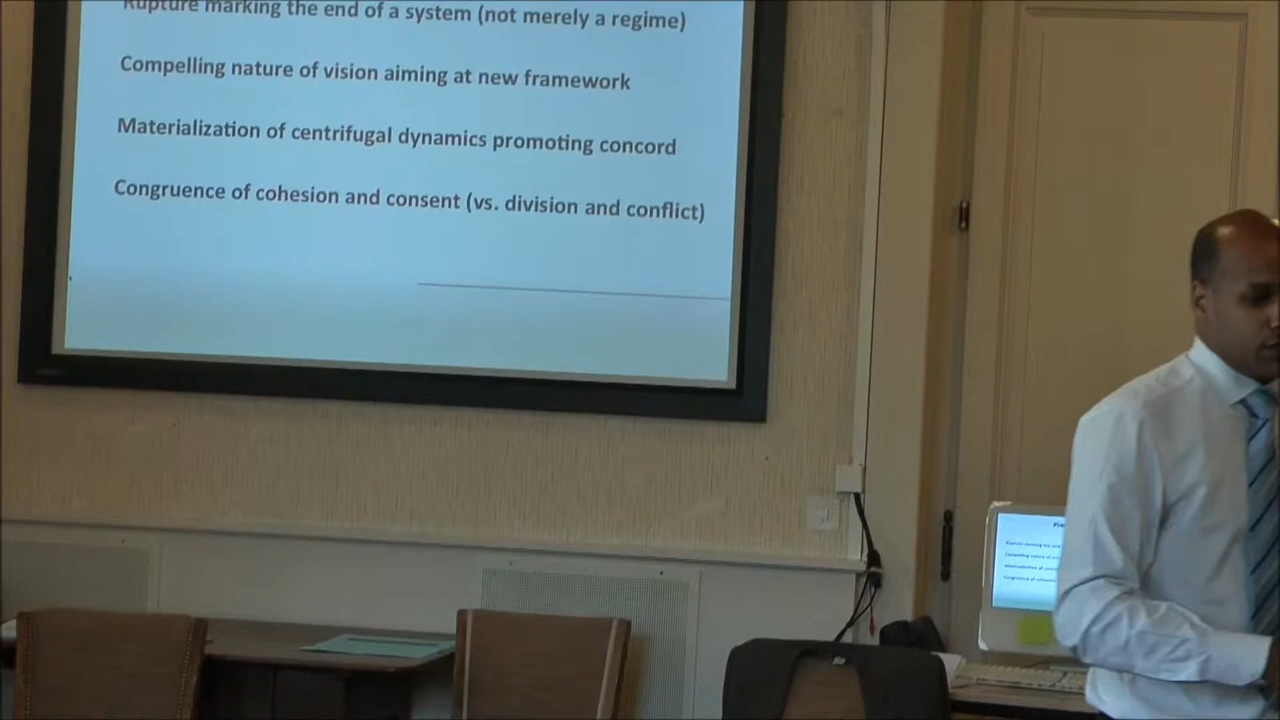 Rupture marking the end of a system (not merely a regime)
Compelling nature of vision aiming at new framework
Materialization of centrifugal dynamics promoting concord
Congruence of cohesion and consent (vs. division and conflict)